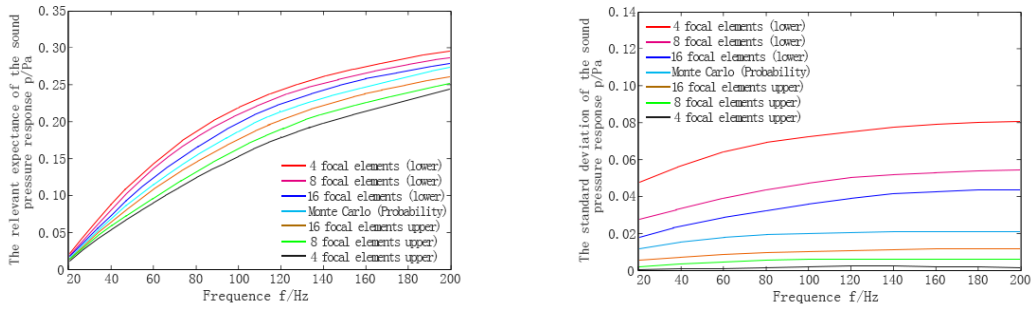 The relevant expectance of the sound
pressure response p/Pa
0.35
0.30
0.25
0.20
0.15
0.10
0.05
0
4 focal elements (lower)
8 focal elements (lower)
16 focal elements (lower)
Monte Carlo (Probability)
16 focal elements upper)
8 focal elements upper)
4 focal elements upper)
20 40 60 80 100 120 140 160 180 200
Frequence f/Hz
The standard deviation of the sound
pressure response p/Pa
0.14
0.12
0.10
0.08
0.06
0.04
0.02
0
4 focal elements (lower)
8 focal elements (lower)
16 focal elements (lower)
Monte Carlo (Probability)
16 focal elements upper)
8 focal elements upper)
4 focal elements upper)
20 40 60 80 100 120 140 160 180 200
Frequence f/Hz